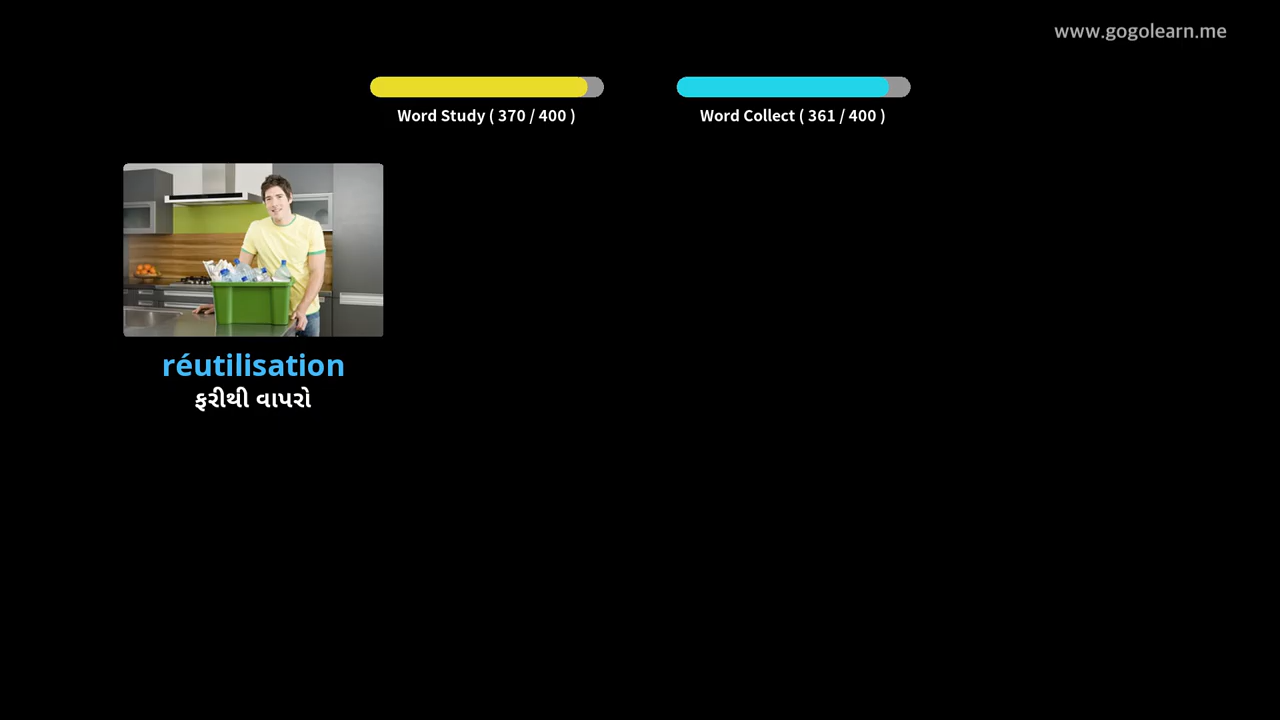 www.gogolearn.me
Word Study ( 370 / 400 )
Word Collect ( 361 / 400 )
réutilisation
ફરીથી વાપરો